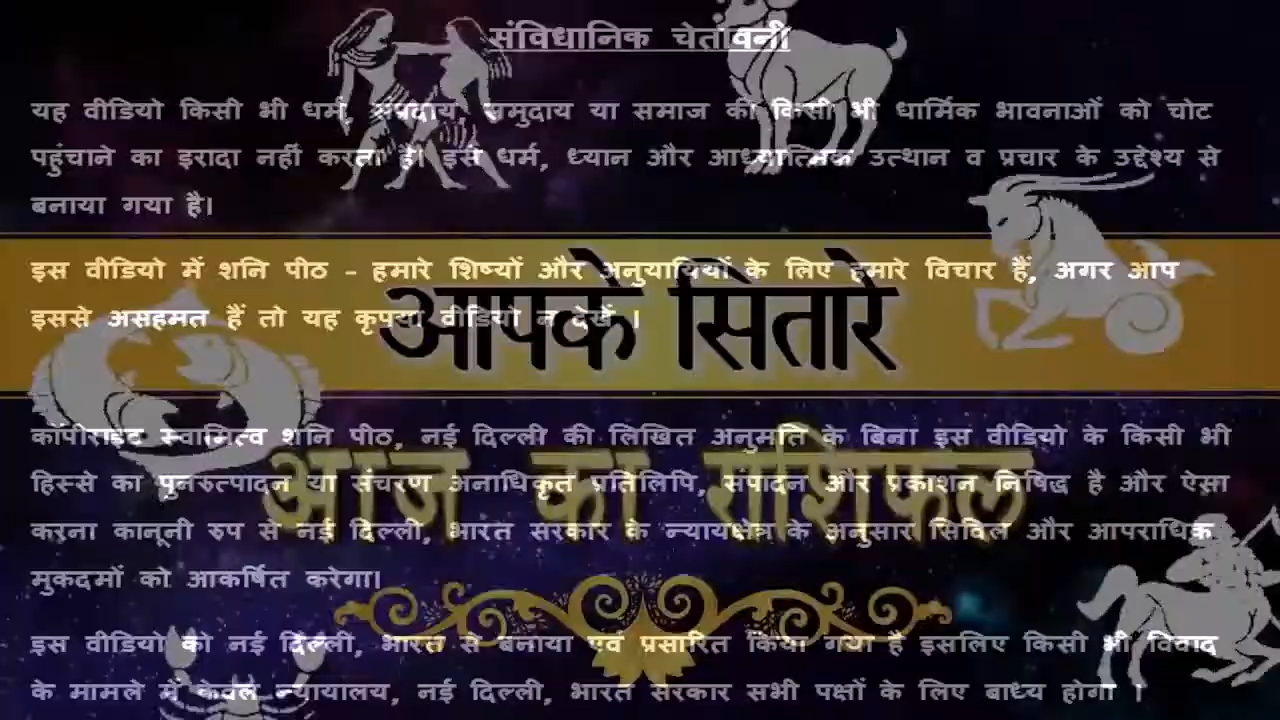 संविधानिक चेतावनी
यह वीडियो किसी भी धर्म, संप्रदाय, समुदाय या समाज की किसी भी धार्मिक भावनाओं को चोट
पहुंचाने का इरादा नहीं करता है। इसे धर्म, ध्यान और आध्यात्मिक उत्थान व प्रचार के उद्देश्य से
बनाया गया है।
इस वीडियो में शनि पीठ - हमारे शिष्यों और अनुयायियों के लिए हमारे विचार हैं, अगर आप
इससे असहमत हैं तो यह कृपया वीडियो न देखें ।
आपके सितारे
कॉपीराइट स्वामित्व शनि पीठ, नई दिल्ली की लिखित अनुमति के बिना इस वीडियो के किसी भी
आज का राशिफल
हिस्से का पुनरुत्पादन या संचरण अनाधिकृत प्रतिलिपि, संपादन और प्रकाशन निषिद्ध है और ऐसा
करना कानूनी रुप से नई दिल्ली, भारत सरकार के न्यायक्षेत्र के अनुसार सिविल और आपराधिक
मुकदमों को आकर्षित करेगा।
इस वीडियो को नई दिल्ली, भारत से बनाया एवं प्रसारित किया गया है इसलिए किसी भी विवाद
के मामले में केवल न्यायालय, नई दिल्ली, भारत सरकार सभी पक्षों के लिए बाध्य होगा ।